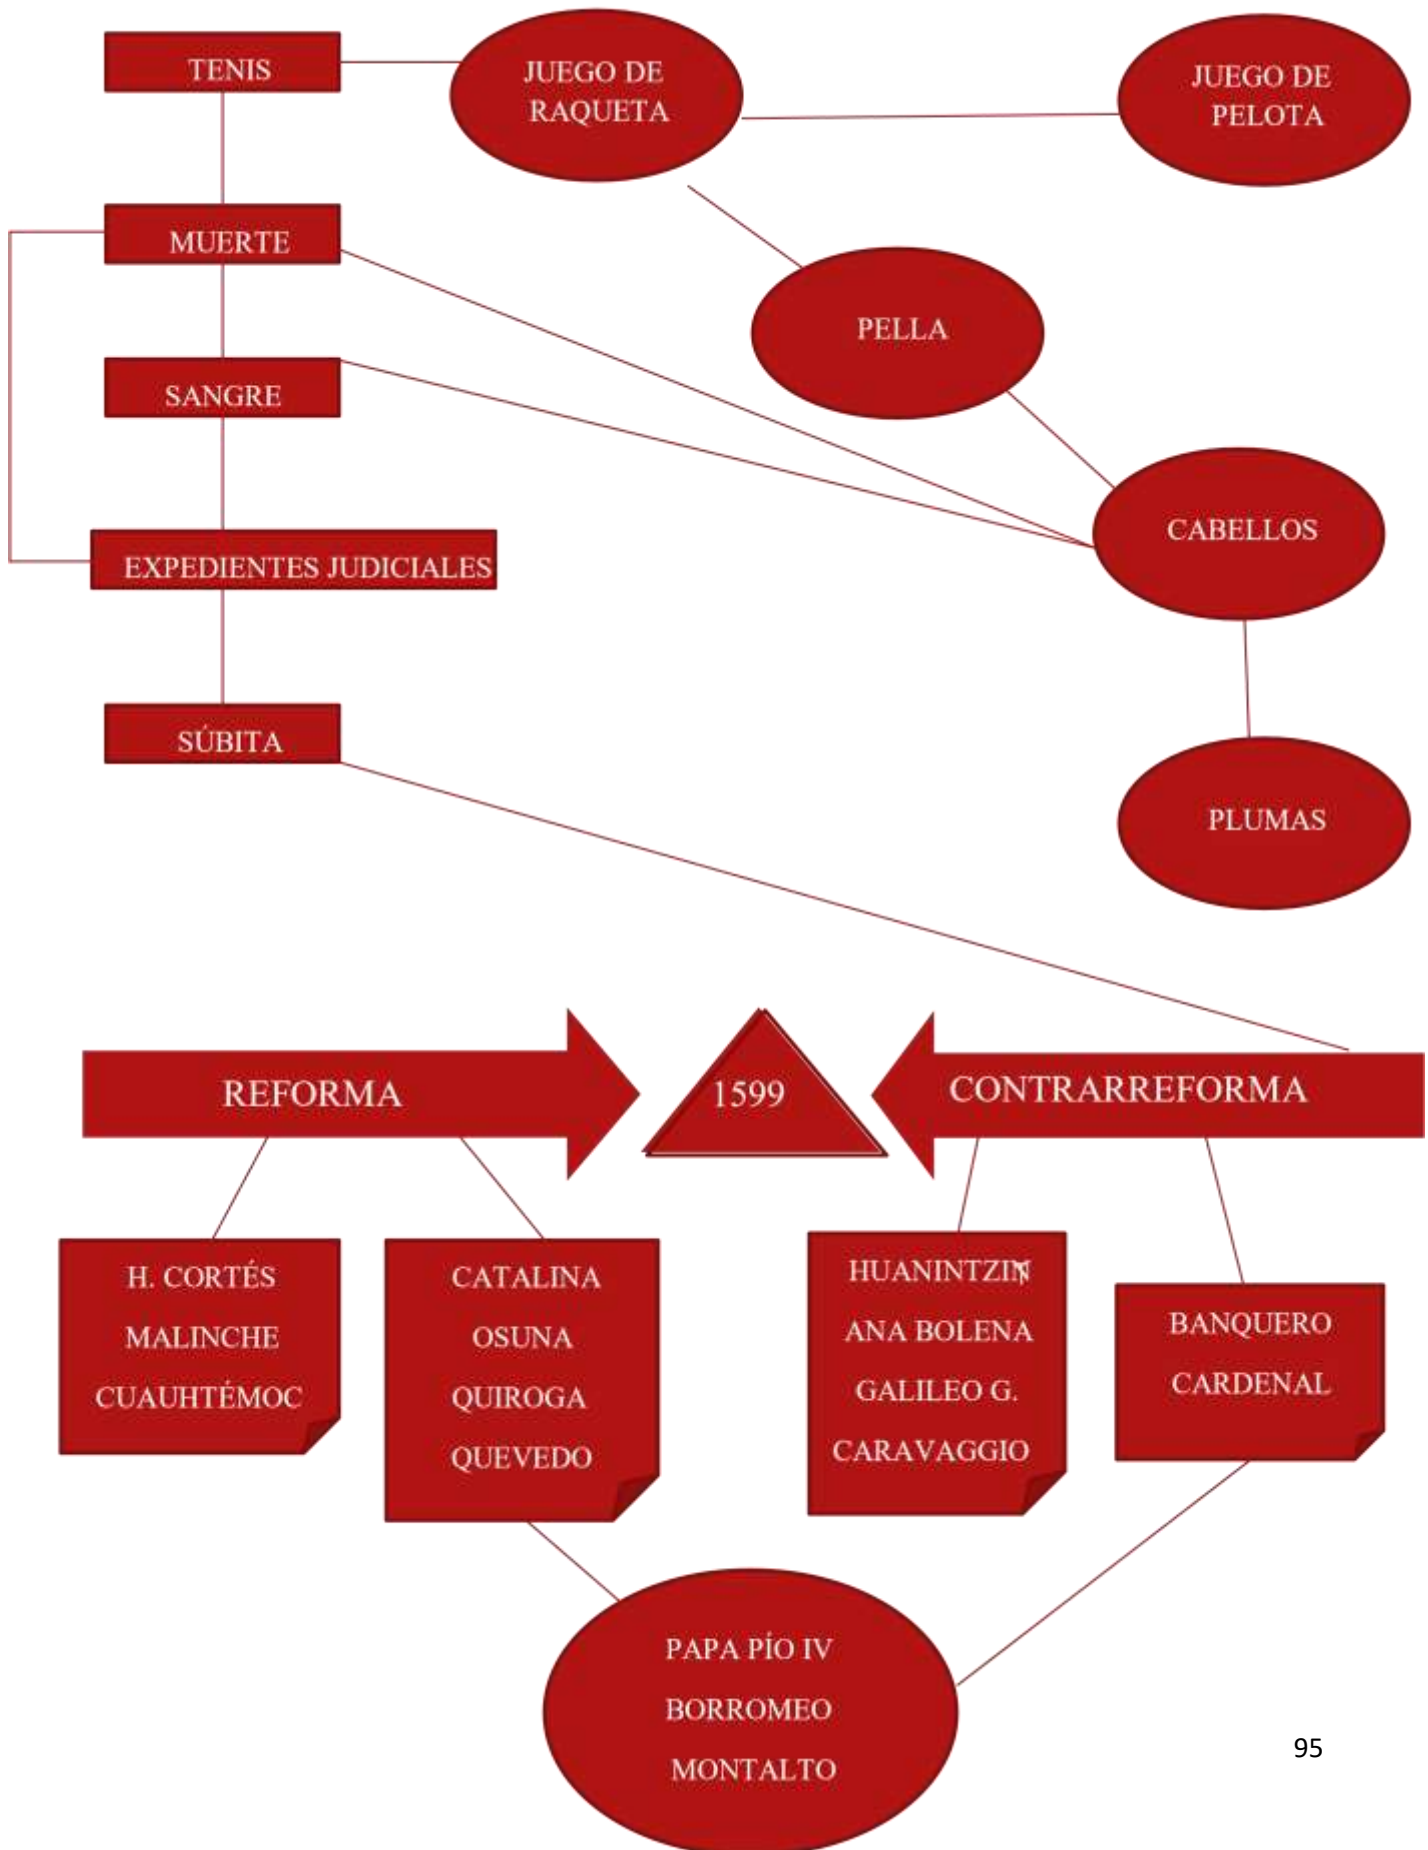 TENIS
JUEGO DE
RAQUETA
JUEGO DE
PELOTA
MUERTE
PELLA
SANGRE
CABELLOS
EXPEDIENTES JUDICIALES
SÚBITA
PLUMAS
REFORMA
1599
CONTRARREFORMA
H. CORTÉS
MALINCHE
CUAUHTÉMOC
CATALINA
OSUNA
QUIROGA
QUEVEDO
HUANINTZIN
ANA BOLENA
GALILEO G.
CARAVAGGIO
BANQUERO
CARDENAL
PAPA PÍO IV
BORROMEO
MONTALTO
95